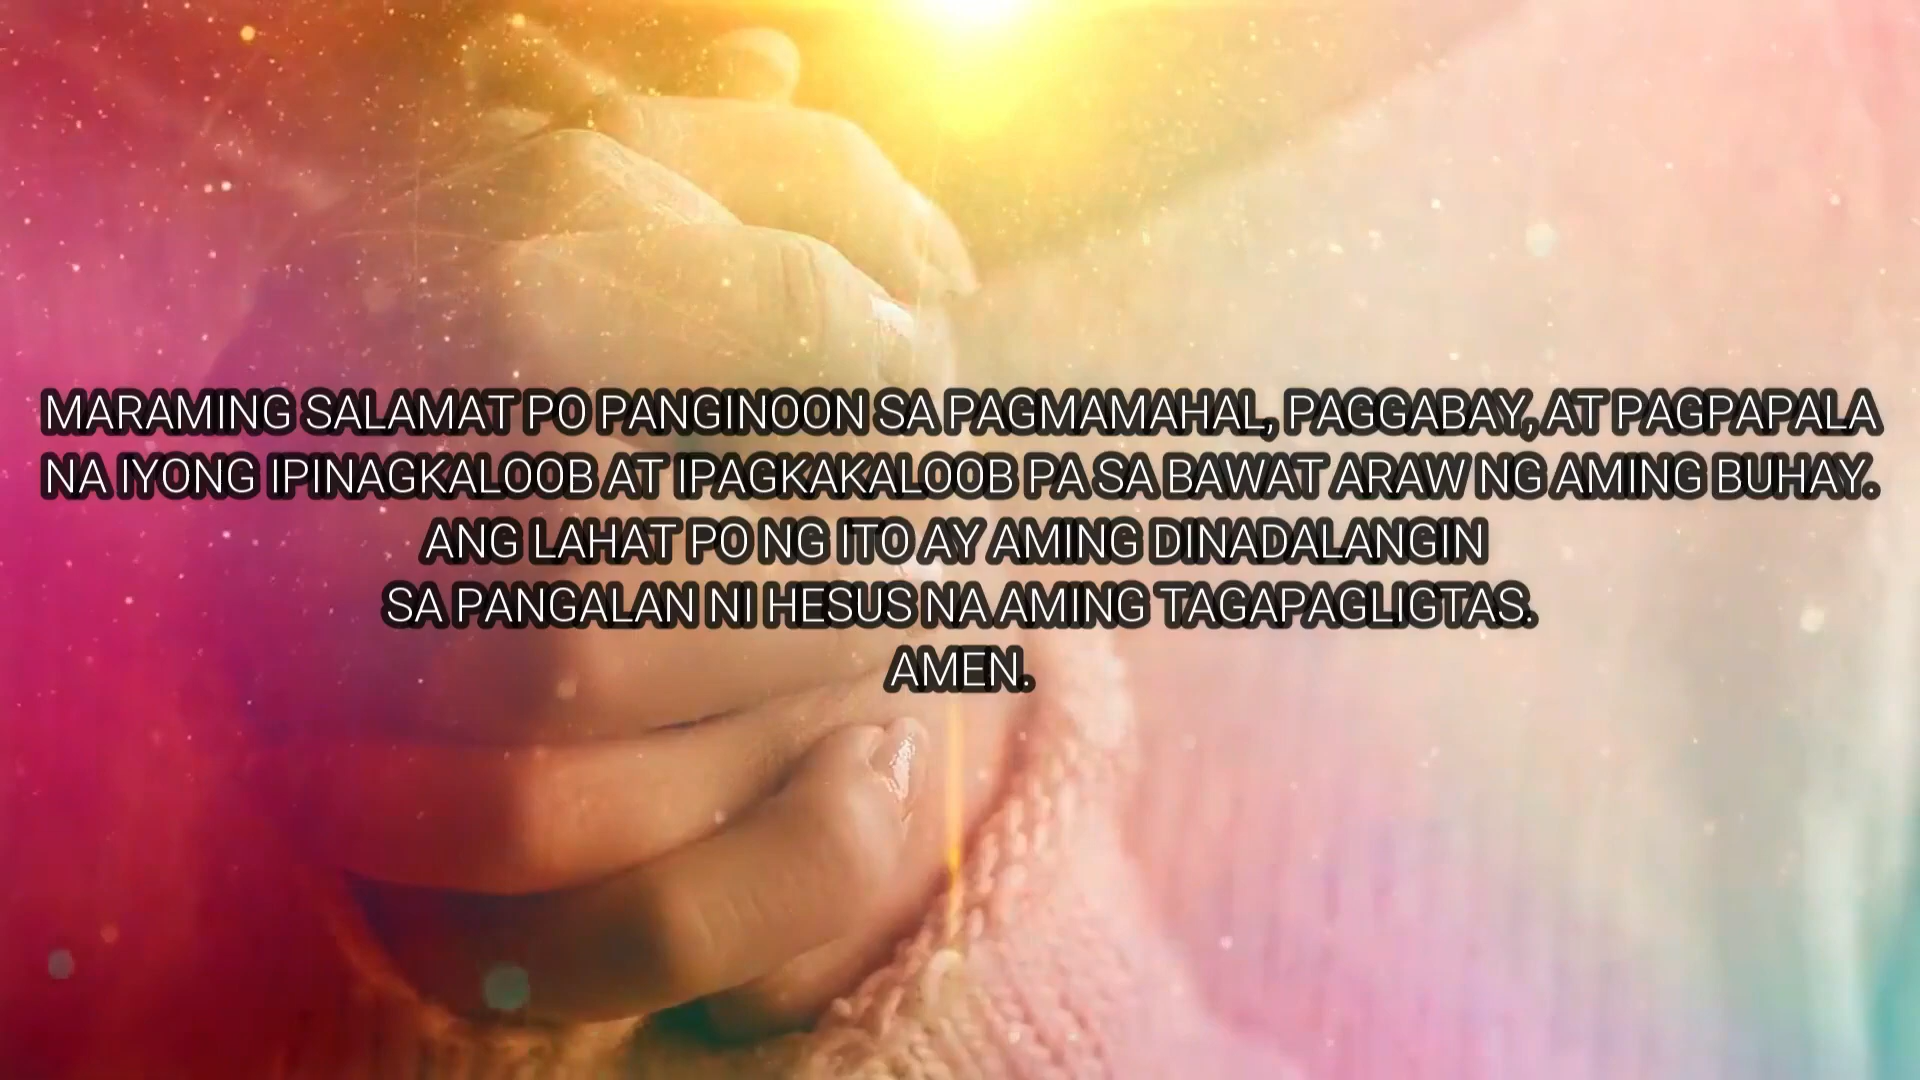 MARAMING SALAMAT PO PANGINOON SA PAGMAMAHAL, PAGGABAY, AT PAGPAPALA
NA IYONG IPINAGKALOOB AT IPAGKAKALOOB PA SA BAWAT ARAW NG AMING BUHAY.
ANG LAHAT PO NG ITO AY AMING DINADALANGIN
SA PANGALAN NI HESUS NA AMING TAGAPAGLIGTAS.
AMEN.